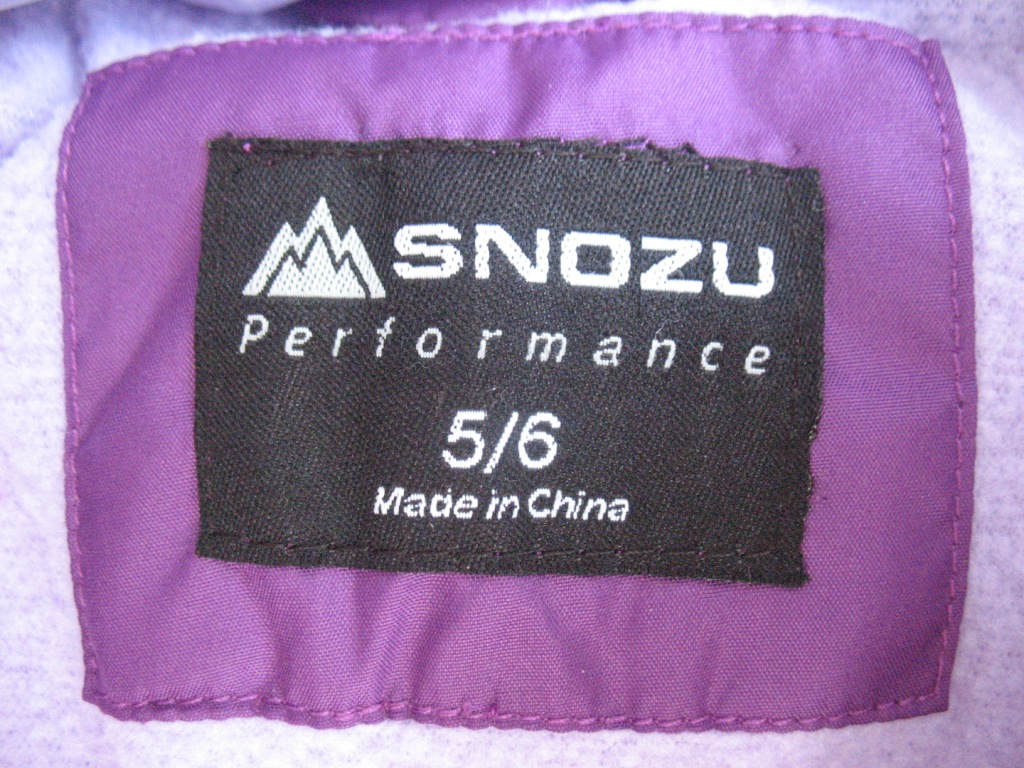 SNOZU
Performance
5/6
Made in China